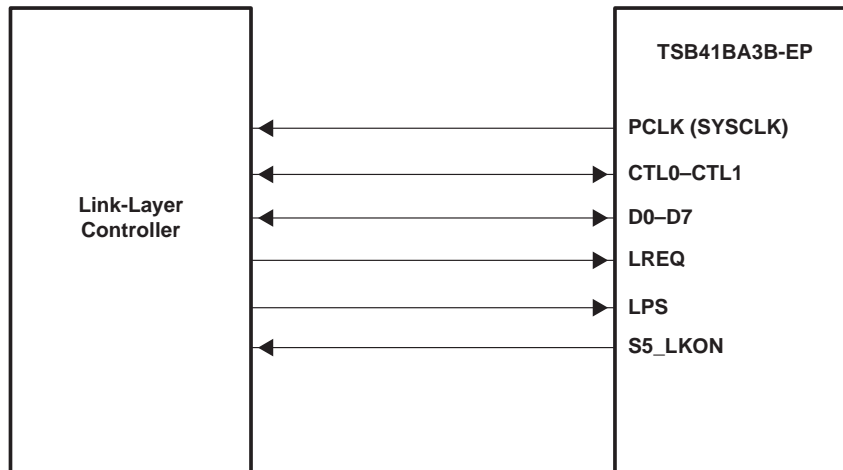 TSB41BA3B-EP
PCLK (SYSCLK)
CTL0–CTL1
Link-Layer
Controller
D0–D7
LREQ
LPS
S5_LKON